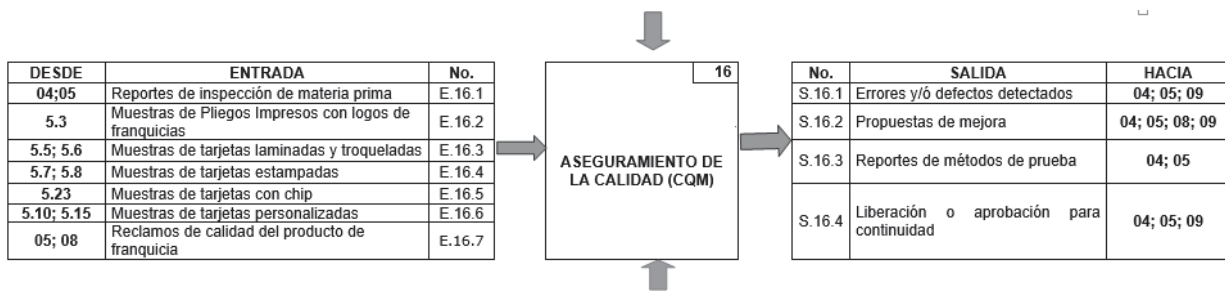 DESDE ENTRADA No.
04;05 Reportes de inspección de materia prima E.16.1
5.3 Muestras de Pliegos Impresos con logos de franquicias E.16.2
5.5; 5.6 Muestras de tarjetas laminadas y troqueladas E.16.3
5.7; 5.8 Muestras de tarjetas estampadas E.16.4
5.23 Muestras de tarjetas con chip E.16.5
5.10; 5.15 Muestras de tarjetas personalizadas E.16.6
05; 08 Reclamos de calidad del producto de franquicia E.16.7
16
ASEGURAMIENTO DE
LA CALIDAD (CQM)
No. SALIDA HACIA
S.16.1 Errores y/ó defectos detectados 04; 05; 09
S.16.2 Propuestas de mejora 04; 05; 08; 09
S.16.3 Reportes de métodos de prueba 04; 05
S.16.4 Liberación o aprobación para continuidad 04; 05; 09